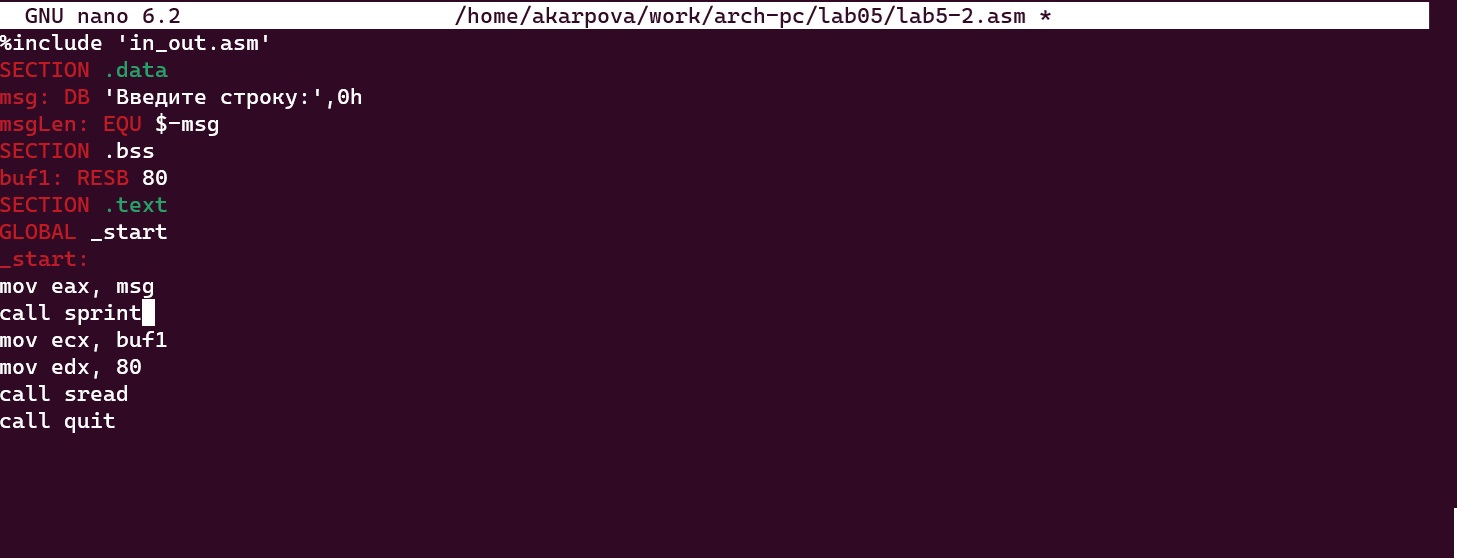 GNU nano 6.2 /home/akarpova/work/arch-pc/lab05/lab5-2.asm *
%include 'in_out.asm'
SECTION .data
msg: DB 'Введите строку:',0h
msgLen: EQU $-msg
SECTION .bss
buf1: RESB 80
SECTION .text
GLOBAL _start
_start:
mov eax, msg
call sprint
mov ecx, buf1
mov edx, 80
call sread
call quit